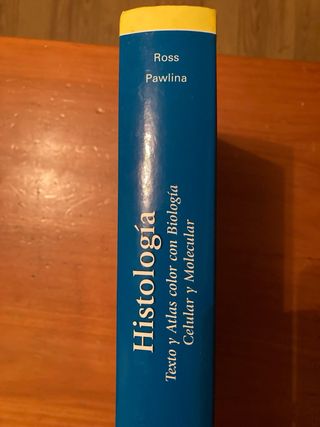 Ross
Pawlina
Histología
Texto y Atlas color con Biología
Celular y Molecular